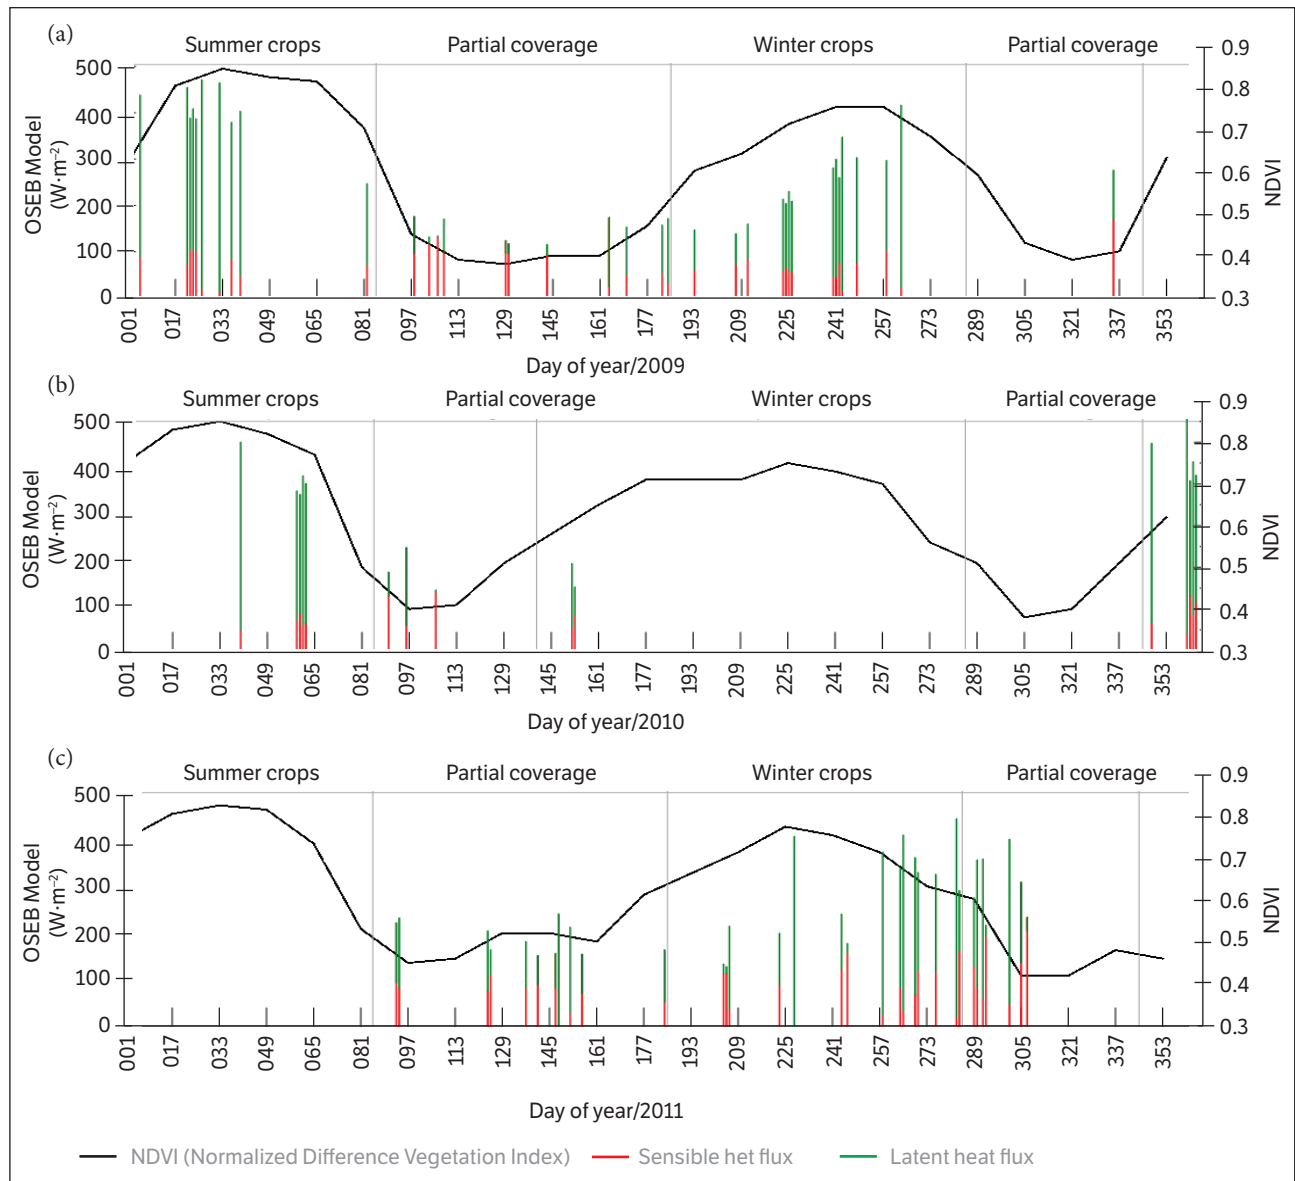 (a)
Summer crops Partial coverage Winter crops Partial coverage
OSEB Model
(W·m⁻²)
500
400
300
200
100
0
0.9
0.8
0.7
0.6
0.5
0.4
0.3
NDVI
001 017 033 049 065 081 097 113 129 145 161 177 193 209 225 241 257 273 289 305 321 337 353
Day of year/2009
(b)
Summer crops Partial coverage Winter crops Partial coverage
OSEB Model
(W·m⁻²)
500
400
300
200
100
0
0.9
0.8
0.7
0.6
0.5
0.4
0.3
NDVI
001 017 033 049 065 081 097 113 129 145 161 177 193 209 225 241 257 273 289 305 321 337 353
Day of year/2010
(c)
Summer crops Partial coverage Winter crops Partial coverage
OSEB Model
(W·m⁻²)
500
400
300
200
100
0
0.9
0.8
0.7
0.6
0.5
0.4
0.3
NDVI
001 017 033 049 065 081 097 113 129 145 161 177 193 209 225 241 257 273 289 305 321 337 353
Day of year/2011
NDVI (Normalized Difference Vegetation Index) Sensible het flux Latent heat flux